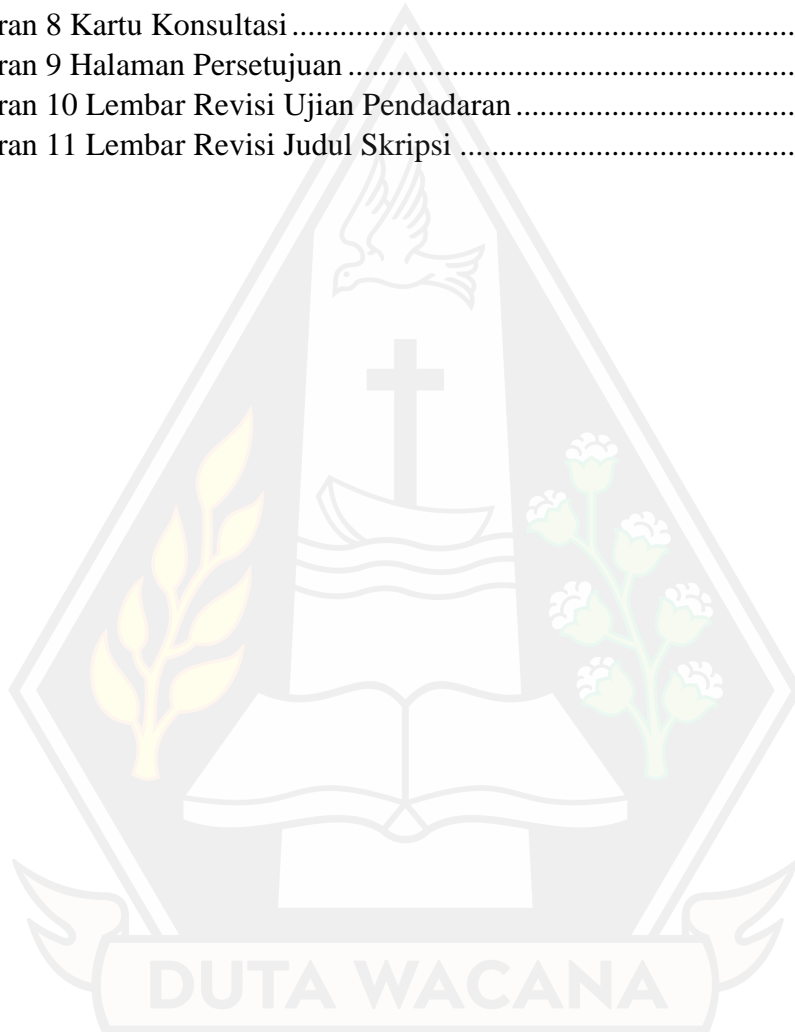 ran 8 Kartu Konsultasi ....................................................................................
ran 9 Halaman Persetujuan ............................................................................
ran 10 Lembar Revisi Ujian Pendadaran ................................................
ran 11 Lembar Revisi Judul Skripsi .........................................................
DUTA WACANA